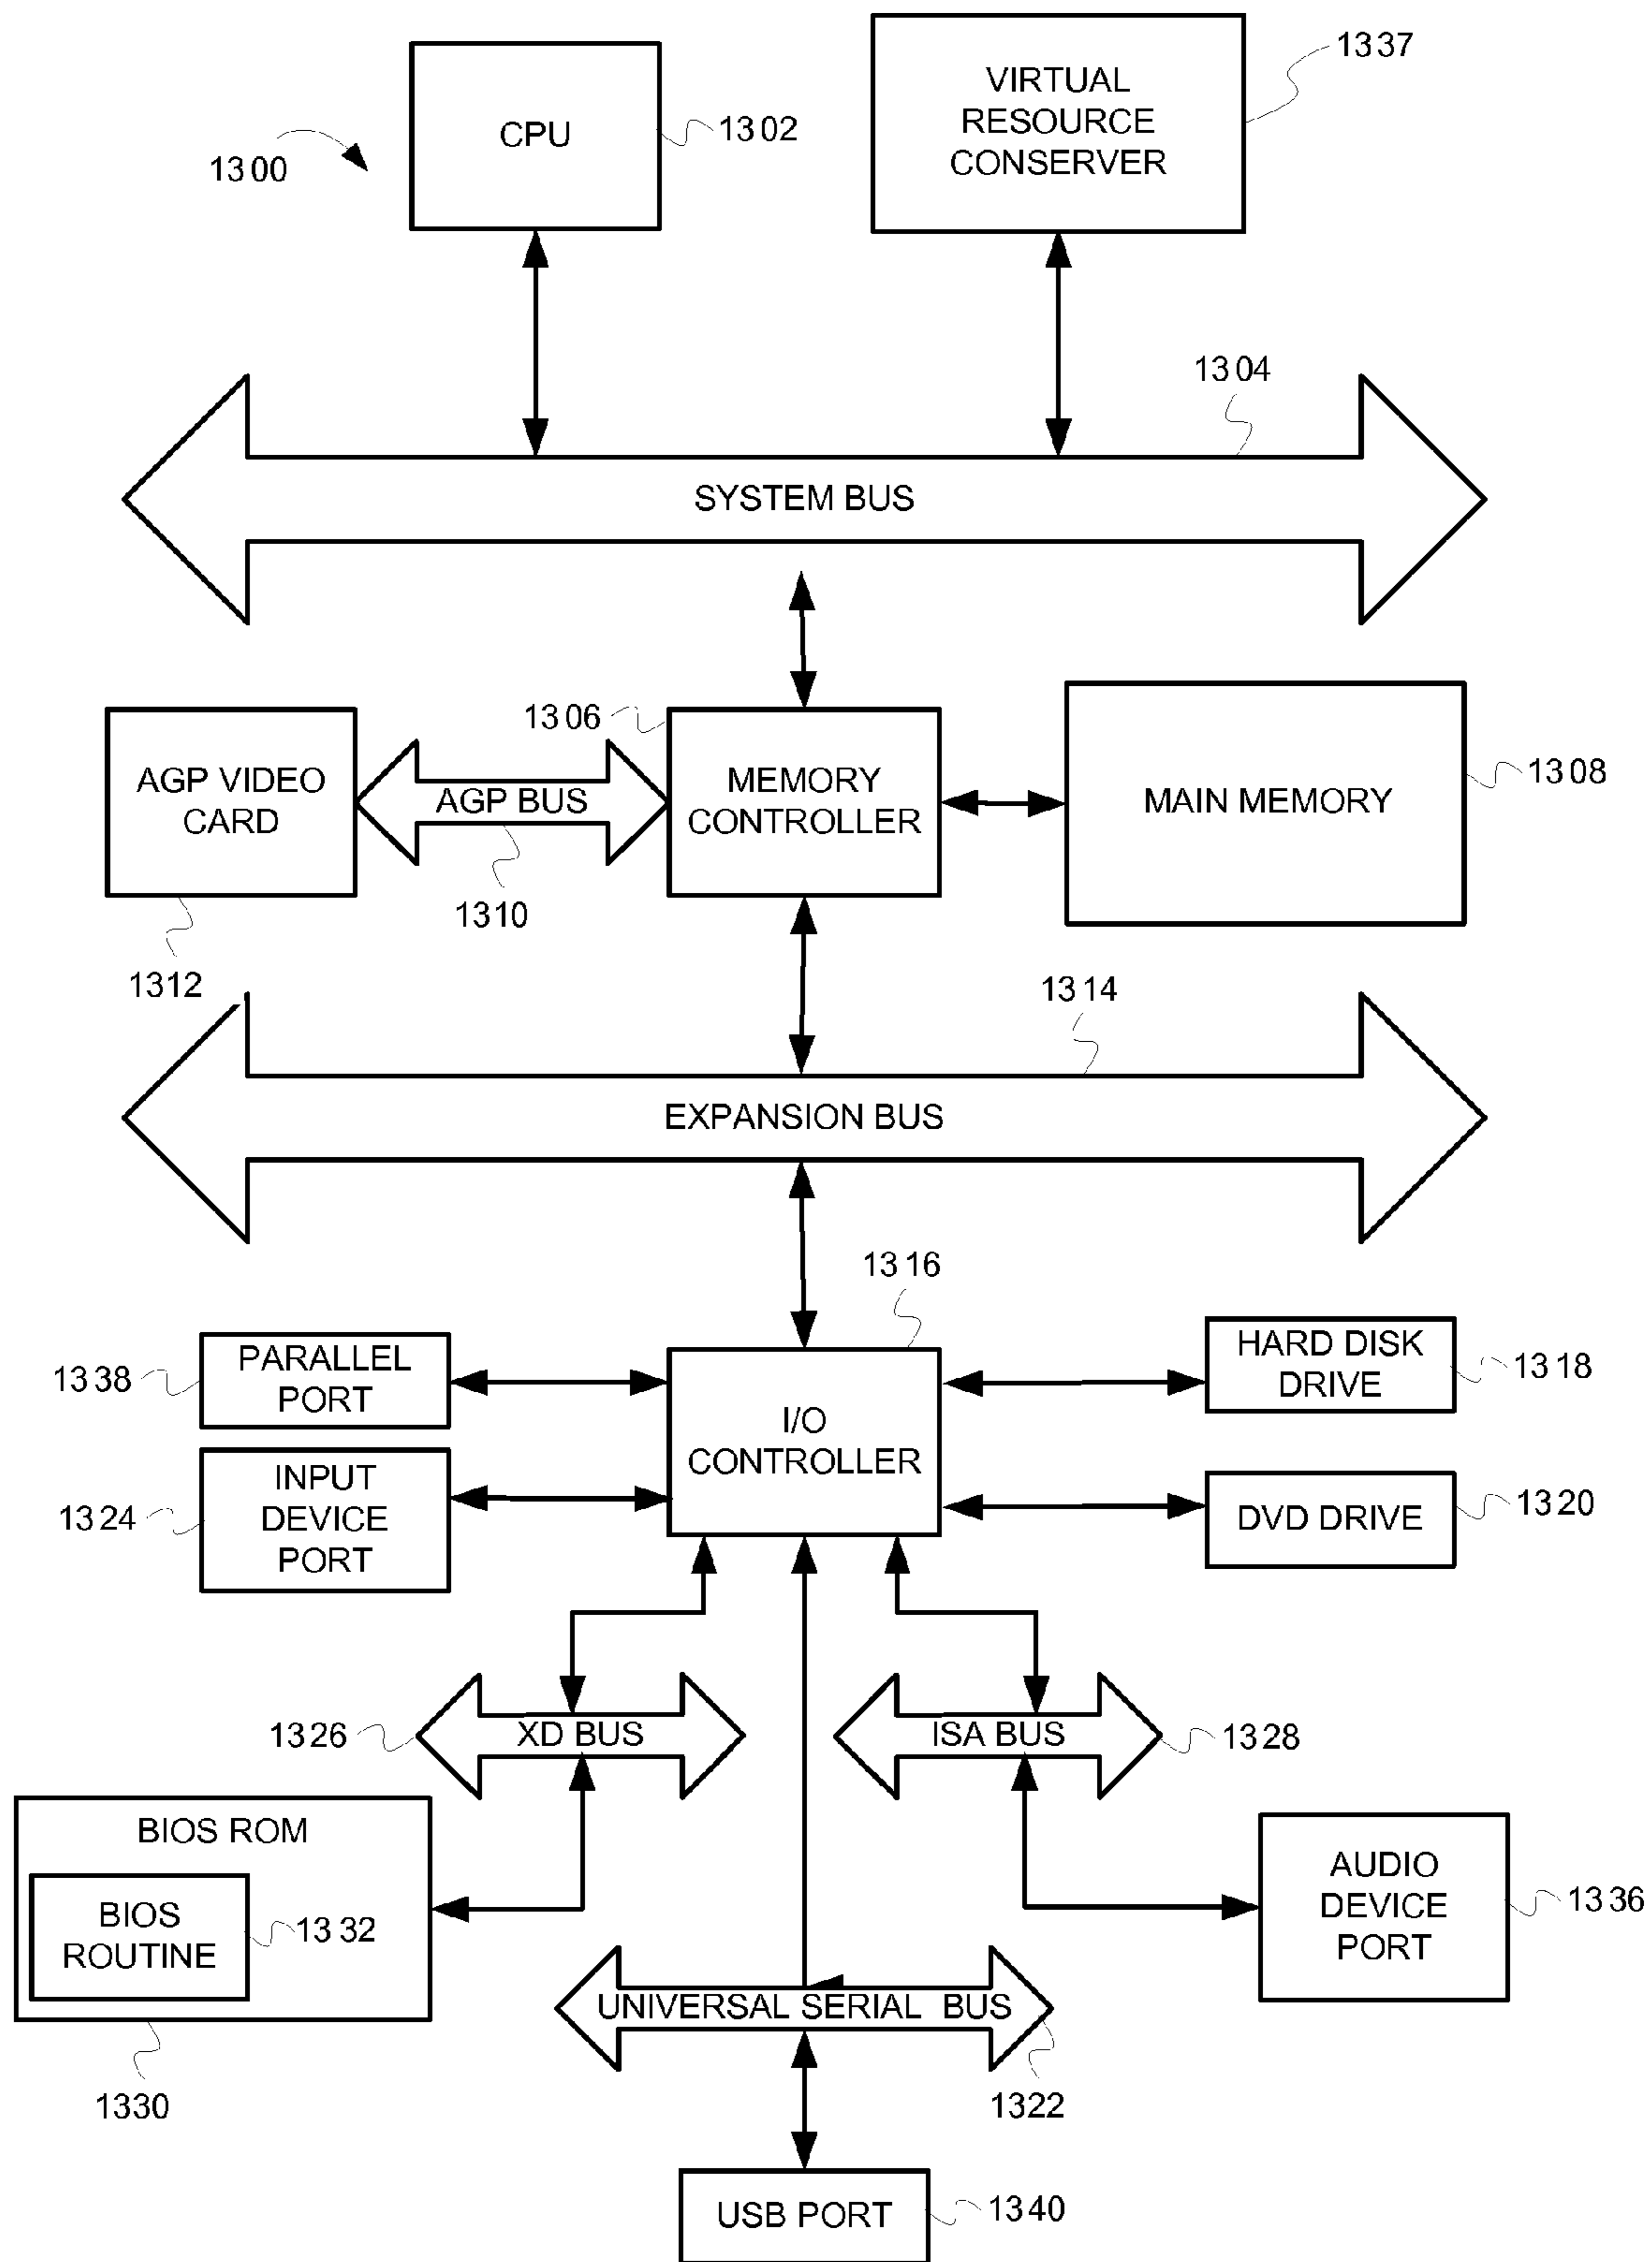 1300
CPU
1302
VIRTUAL
RESOURCE
CONSERVER
1337
1304
SYSTEM BUS
AGP VIDEO
CARD
1312
AGP BUS
1310
1306
MEMORY
CONTROLLER
MAIN MEMORY
1308
1314
EXPANSION BUS
1316
1338
PARALLEL
PORT
I/O
CONTROLLER
HARD DISK
DRIVE
1318
1324
INPUT
DEVICE
PORT
DVD DRIVE
1320
1326
XD BUS
ISA BUS
1328
BIOS ROM
BIOS
ROUTINE
1332
1330
AUDIO
DEVICE
PORT
1336
UNIVERSAL SERIAL BUS
1322
USB PORT
1340